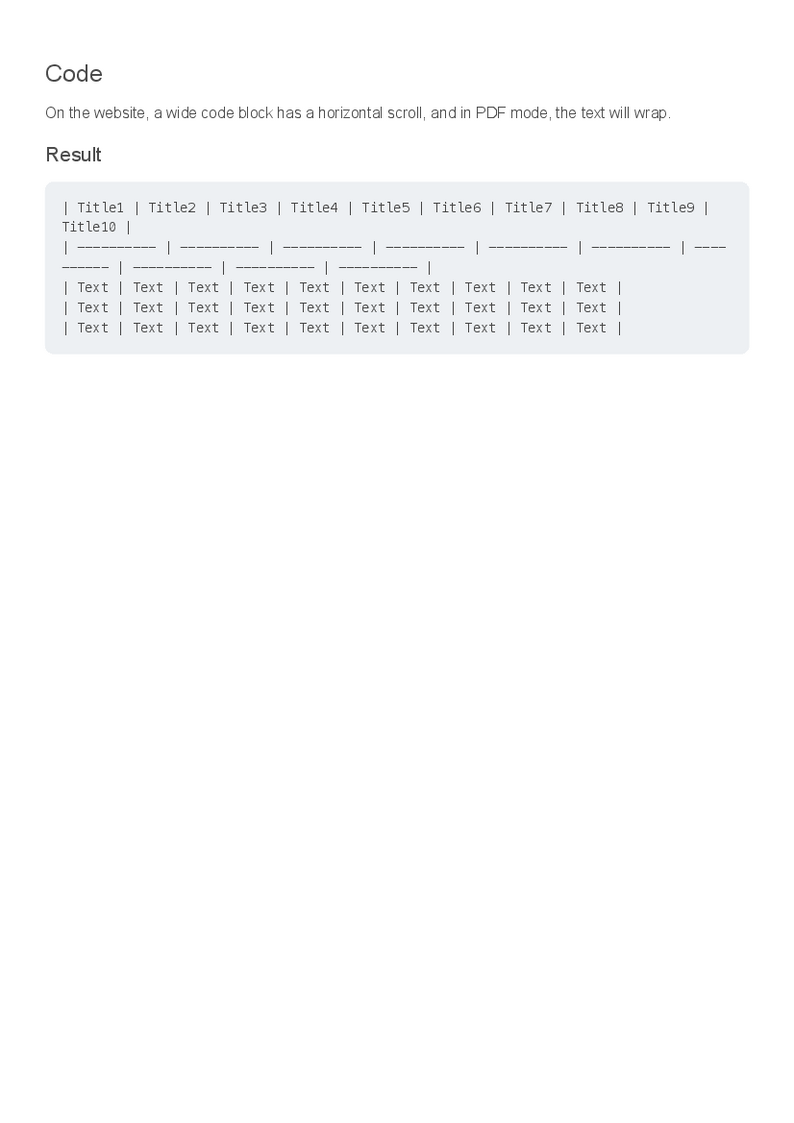 Code
On the website, a wide code block has a horizontal scroll, and in PDF mode, the text will wrap.
Result
| Title1 | Title2 | Title3 | Title4 | Title5 | Title6 | Title7 | Title8 | Title9 |
Title10 |
| ---------- | ---------- | ---------- | ---------- | ---------- | ---------- | ----
------ | ---------- | ---------- | ---------- |
| Text | Text | Text | Text | Text | Text | Text | Text | Text | Text |
| Text | Text | Text | Text | Text | Text | Text | Text | Text | Text |
| Text | Text | Text | Text | Text | Text | Text | Text | Text | Text |